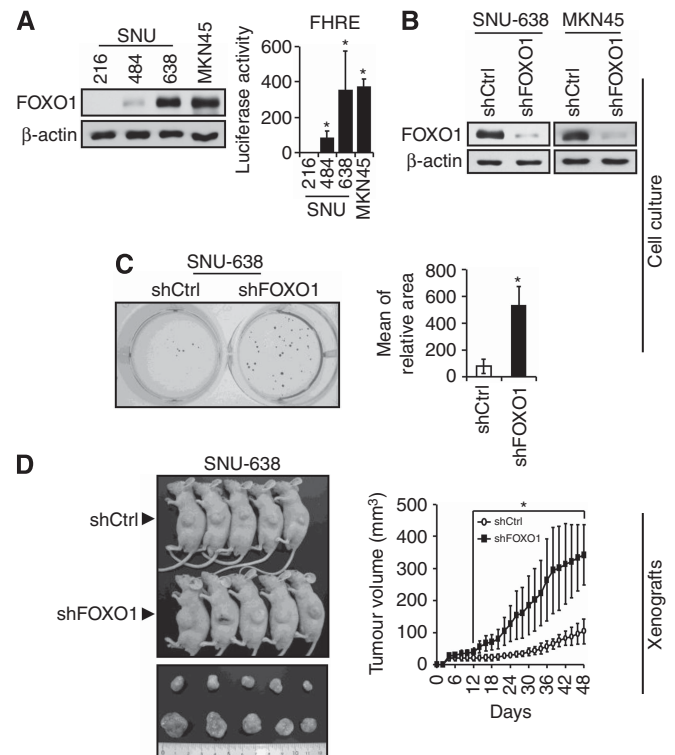 A
SNU
216
484
638
MKN45
FOXO1
β-actin
FHRE
Luciferase activity
600
400
200
0
*
*
*
216
484
638
MKN45
SNU
B
SNU-638
MKN45
shCtrl
shFOXO1
shCtrl
shFOXO1
FOXO1
β-actin
Cell culture
C
SNU-638
shCtrl
shFOXO1
Mean of
relative area
800
600
400
200
0
*
shCtrl
shFOXO1
D
SNU-638
shCtrl
shFOXO1
Tumour volume (mm3)
500
400
300
200
100
0
*
shCtrl
shFOXO1
0 6 12 18 24 30 36 42 48
Days
Xenografts